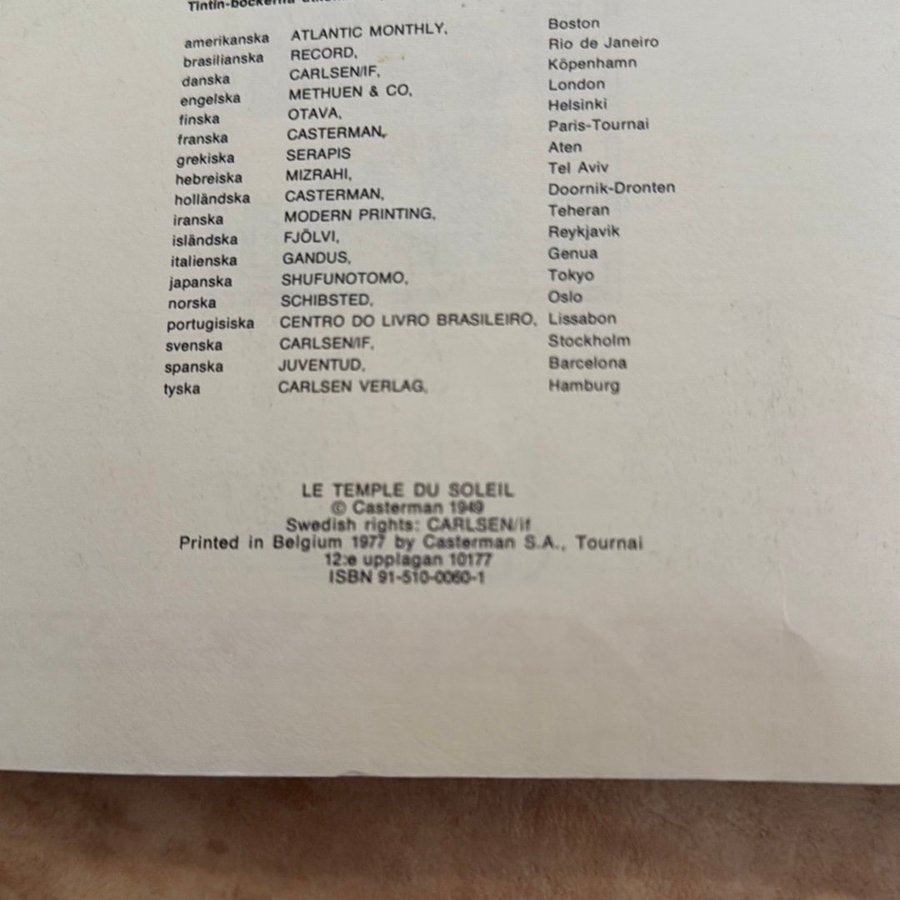 Tintin-böckerna
amerikanska ATLANTIC MONTHLY, Boston
brasilianska RECORD, Rio de Janeiro
danska CARLSEN/IF, Köpenhamn
engelska METHUEN & CO, London
finska OTAVA, Helsinki
franska CASTERMAN, Paris-Tournai
grekiska SERAPIS Aten
hebreiska MIZRAHI, Tel Aviv
holländska CASTERMAN, Doornik-Dronten
iranska MODERN PRINTING, Teheran
isländska FJÖLVI, Reykjavik
italienska GANDUS, Genua
japanska SHUFUNOTOMO, Tokyo
norska SCHIBSTED, Oslo
portugisiska CENTRO DO LIVRO BRASILEIRO, Lissabon
svenska CARLSEN/IF, Stockholm
spanska JUVENTUD, Barcelona
tyska CARLSEN VERLAG, Hamburg
LE TEMPLE DU SOLEIL
© Casterman 1949
Swedish rights: CARLSEN/if
Printed in Belgium 1977 by Casterman S.A., Tournai
12:e upplagan 10177
ISBN 91-510-0060-1